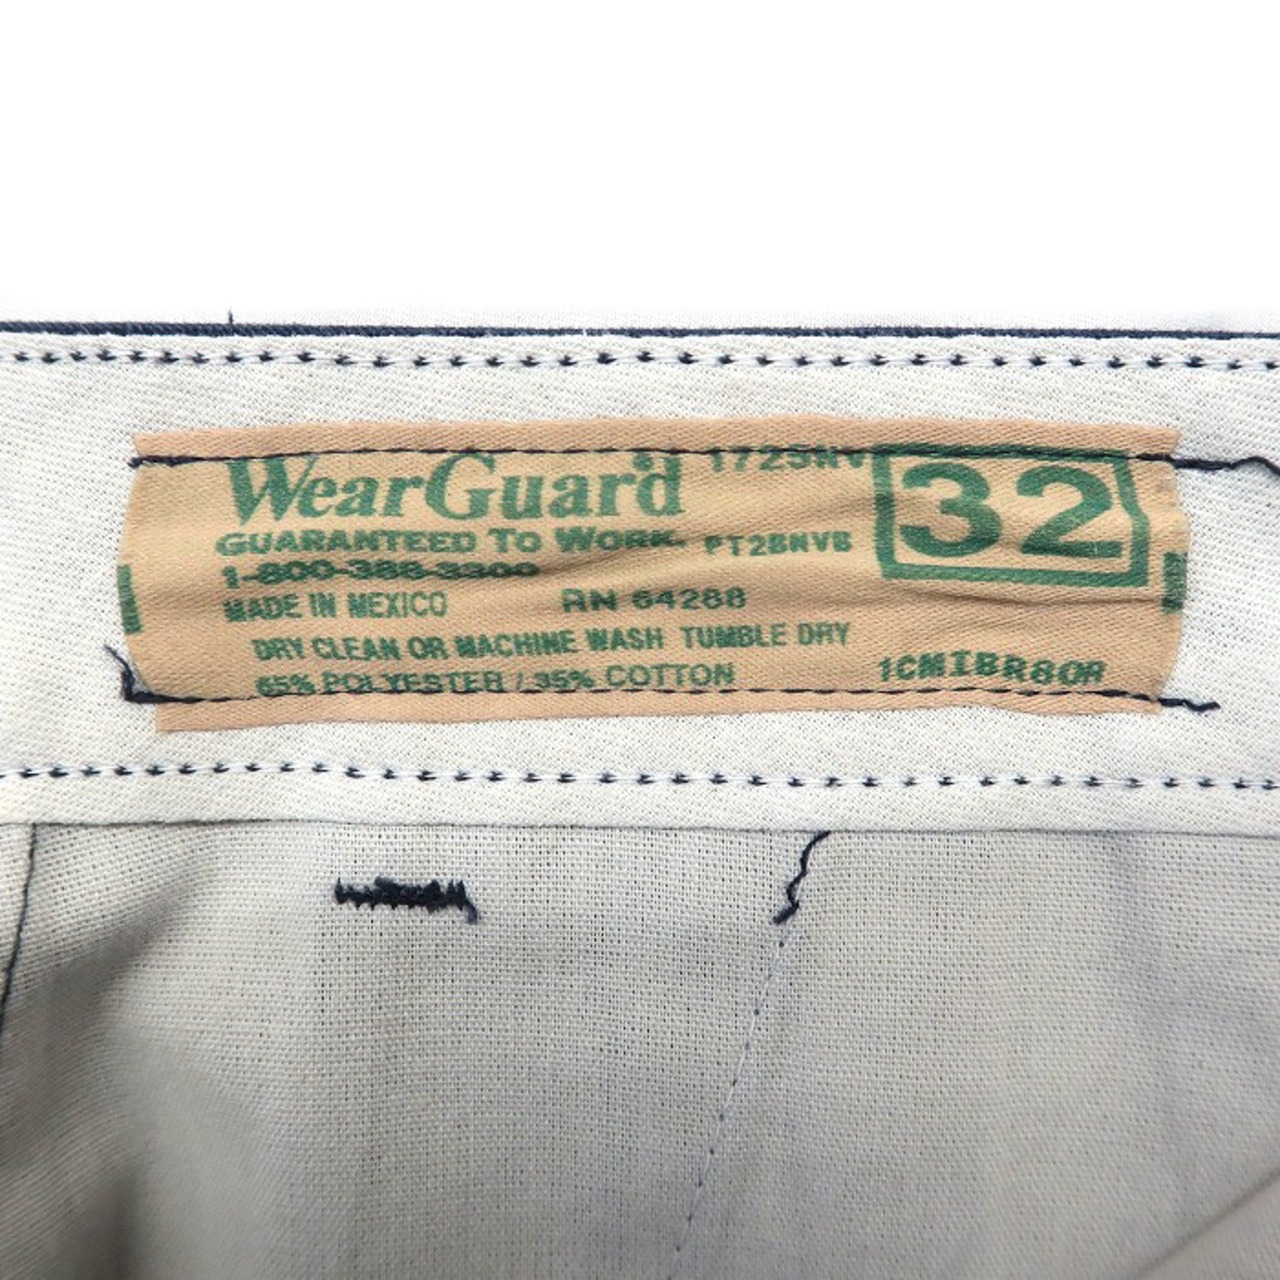 WearGuard 32
GUARANTEED TO WORK. PT2BNVB
1-800-388-3300
MADE IN MEXICO RN 64288
DRY CLEAN OR MACHINE WASH TUMBLE DRY
65% POLYESTER / 35% COTTON 1CMIBR80R